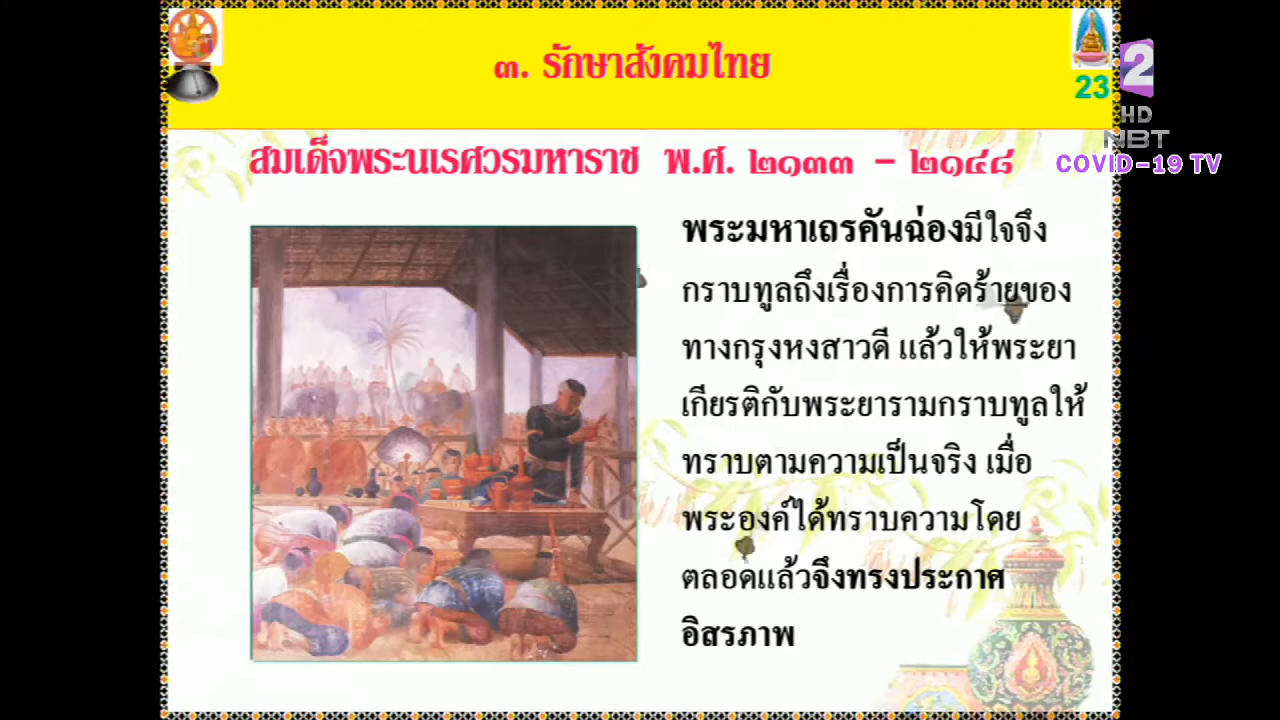 ๓. รักษาสังคมไทย
23
2
HD
NBT
COVID-19 TV
สมเด็จพระนเรศวรมหาราช พ.ศ. ๒๑๓๓ - ๒๑๔๘
พระมหาเถรคันฉ่องมีใจจึง
กราบทูลถึงเรื่องการคิดร้ายของ
ทางกรุงหงสาวดี แล้วให้พระยา
เกียรติกับพระยารามกราบทูลให้
ทราบตามความเป็นจริง เมื่อ
พระองค์ได้ทราบความโดย
ตลอดแล้วจึงทรงประกาศ
อิสรภาพ